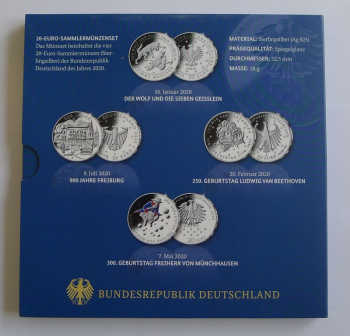 20-EURO-SAMMLERMÜNZENSET
Das Münzset beinhaltet die vier
20-Euro-Sammlermünzen (Ster-
lingsilber) der Bundesrepublik
Deutschland des Jahres 2020.
MATERIAL: Sterlingsilber (Ag 925)
PRÄGEQUALITÄT: Spiegelglanz
DURCHMESSER: 32,5 mm
MASSE: 18 g
16. Januar 2020
DER WOLF UND DIE SIEBEN GEISSLEIN
9. Juli 2020
900 JAHRE FREIBURG
20. Februar 2020
250. GEBURTSTAG LUDWIG VAN BEETHOVEN
7. Mai 2020
300. GEBURTSTAG FREIHERR VON MÜNCHHAUSEN
BUNDESREPUBLIK DEUTSCHLAND